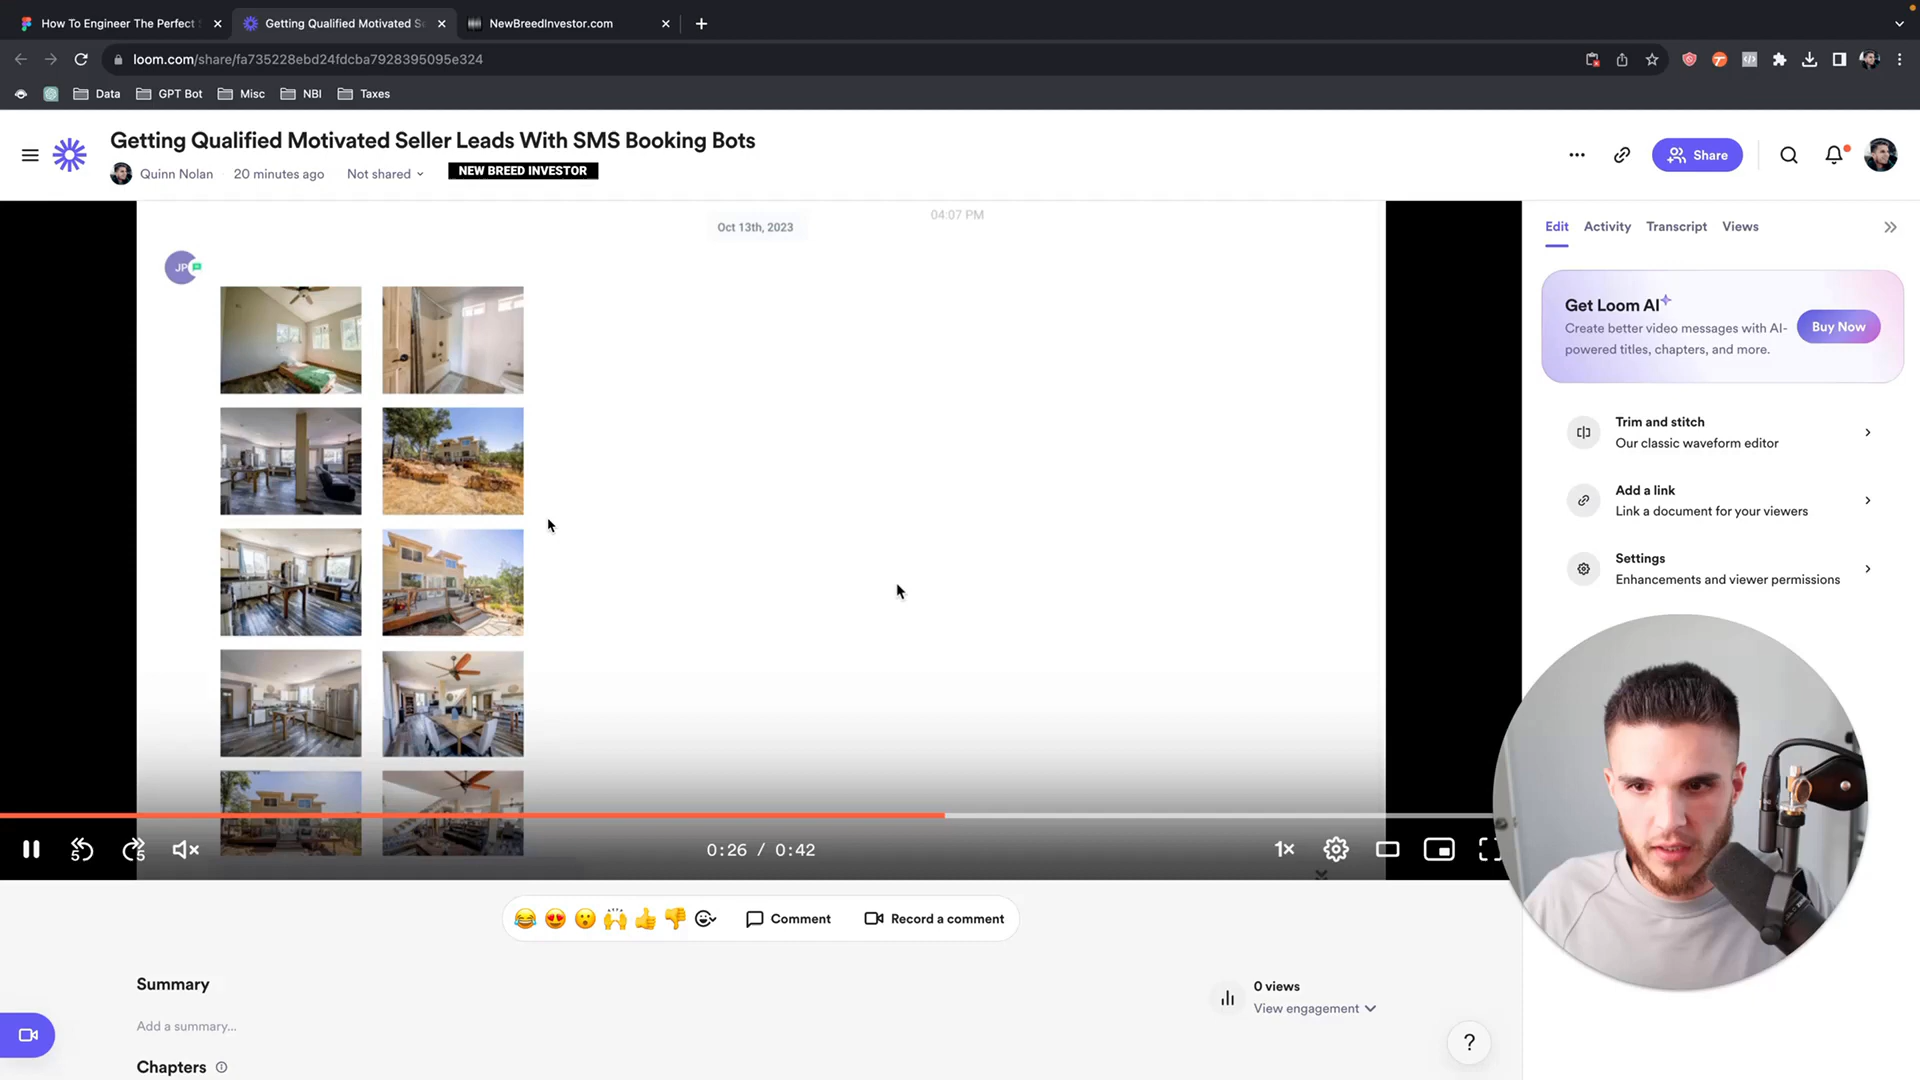 How To Engineer The Perfect S
Getting Qualified Motivated Se
NewBreedInvestor.com
loom.com/share/fa735228ebd24fdcba7928395095e324
Data
GPT Bot
Misc
NBI
Taxes
Getting Qualified Motivated Seller Leads With SMS Booking Bots
Quinn Nolan
20 minutes ago
Not shared
NEW BREED INVESTOR
Share
04:07 PM
Oct 13th, 2023
JP
Edit
Activity
Transcript
Views
Get Loom AI
Create better video messages with AI-
powered titles, chapters, and more.
Buy Now
Trim and stitch
Our classic waveform editor
Add a link
Link a document for your viewers
Settings
Enhancements and viewer permissions
5
5
0:26 / 0:42
1×
Comment
Record a comment
Summary
Add a summary...
Chapters
0 views
View engagement
?